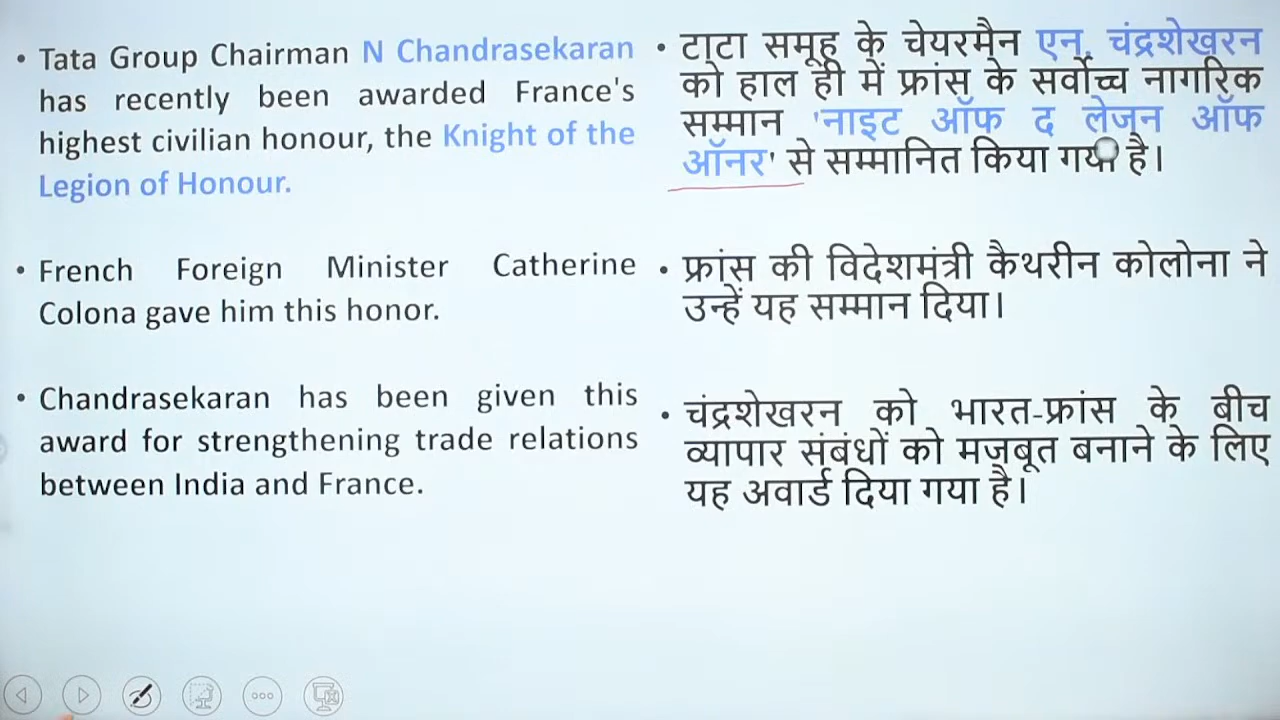 • Tata Group Chairman N Chandrasekaran
has recently been awarded France's
highest civilian honour, the Knight of the
Legion of Honour.
• French Foreign Minister Catherine
Colona gave him this honor.
• Chandrasekaran has been given this
award for strengthening trade relations
between India and France.
• टाटा समूह के चेयरमैन एन. चंद्रशेखरन
को हाल ही में फ्रांस के सर्वोच्च नागरिक
सम्मान 'नाइट ऑफ द लेजन ऑफ
ऑनर' से सम्मानित किया गया है।
• फ्रांस की विदेशमंत्री कैथरीन कोलोना ने
उन्हें यह सम्मान दिया।
• चंद्रशेखरन को भारत-फ्रांस के बीच
व्यापार संबंधों को मजबूत बनाने के लिए
यह अवार्ड दिया गया है।